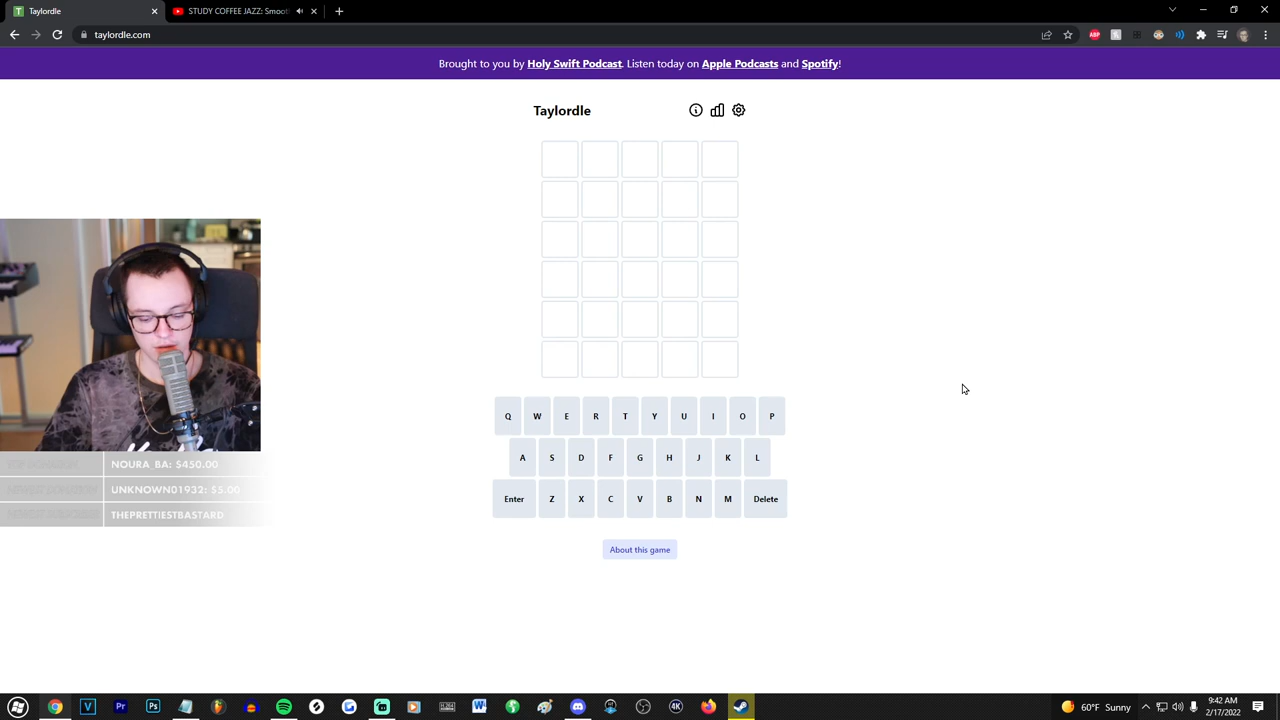 Taylordle
STUDY COFFEE JAZZ: Smoot
taylordle.com
ABP
Brought to you by Holy Swift Podcast. Listen today on Apple Podcasts and Spotify!
Taylordle
Q W E R T Y U I O P
A S D F G H J K L
Enter Z X C V B N M Delete
About this game
NOURA_BA: $450.00
UNKNOWN01932: $5.00
THEPRETTIESTBASTARD
60°F Sunny
9:42 AM
2/17/2022